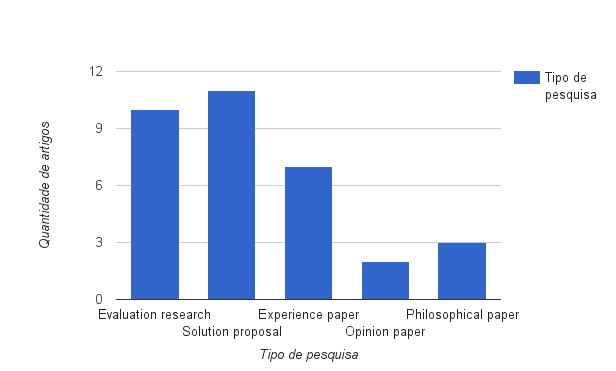 12
9
6
3
0
Quantidade de artigos
Evaluation research
Solution proposal
Experience paper
Opinion paper
Philosophical paper
Tipo de pesquisa
Tipo de
pesquisa